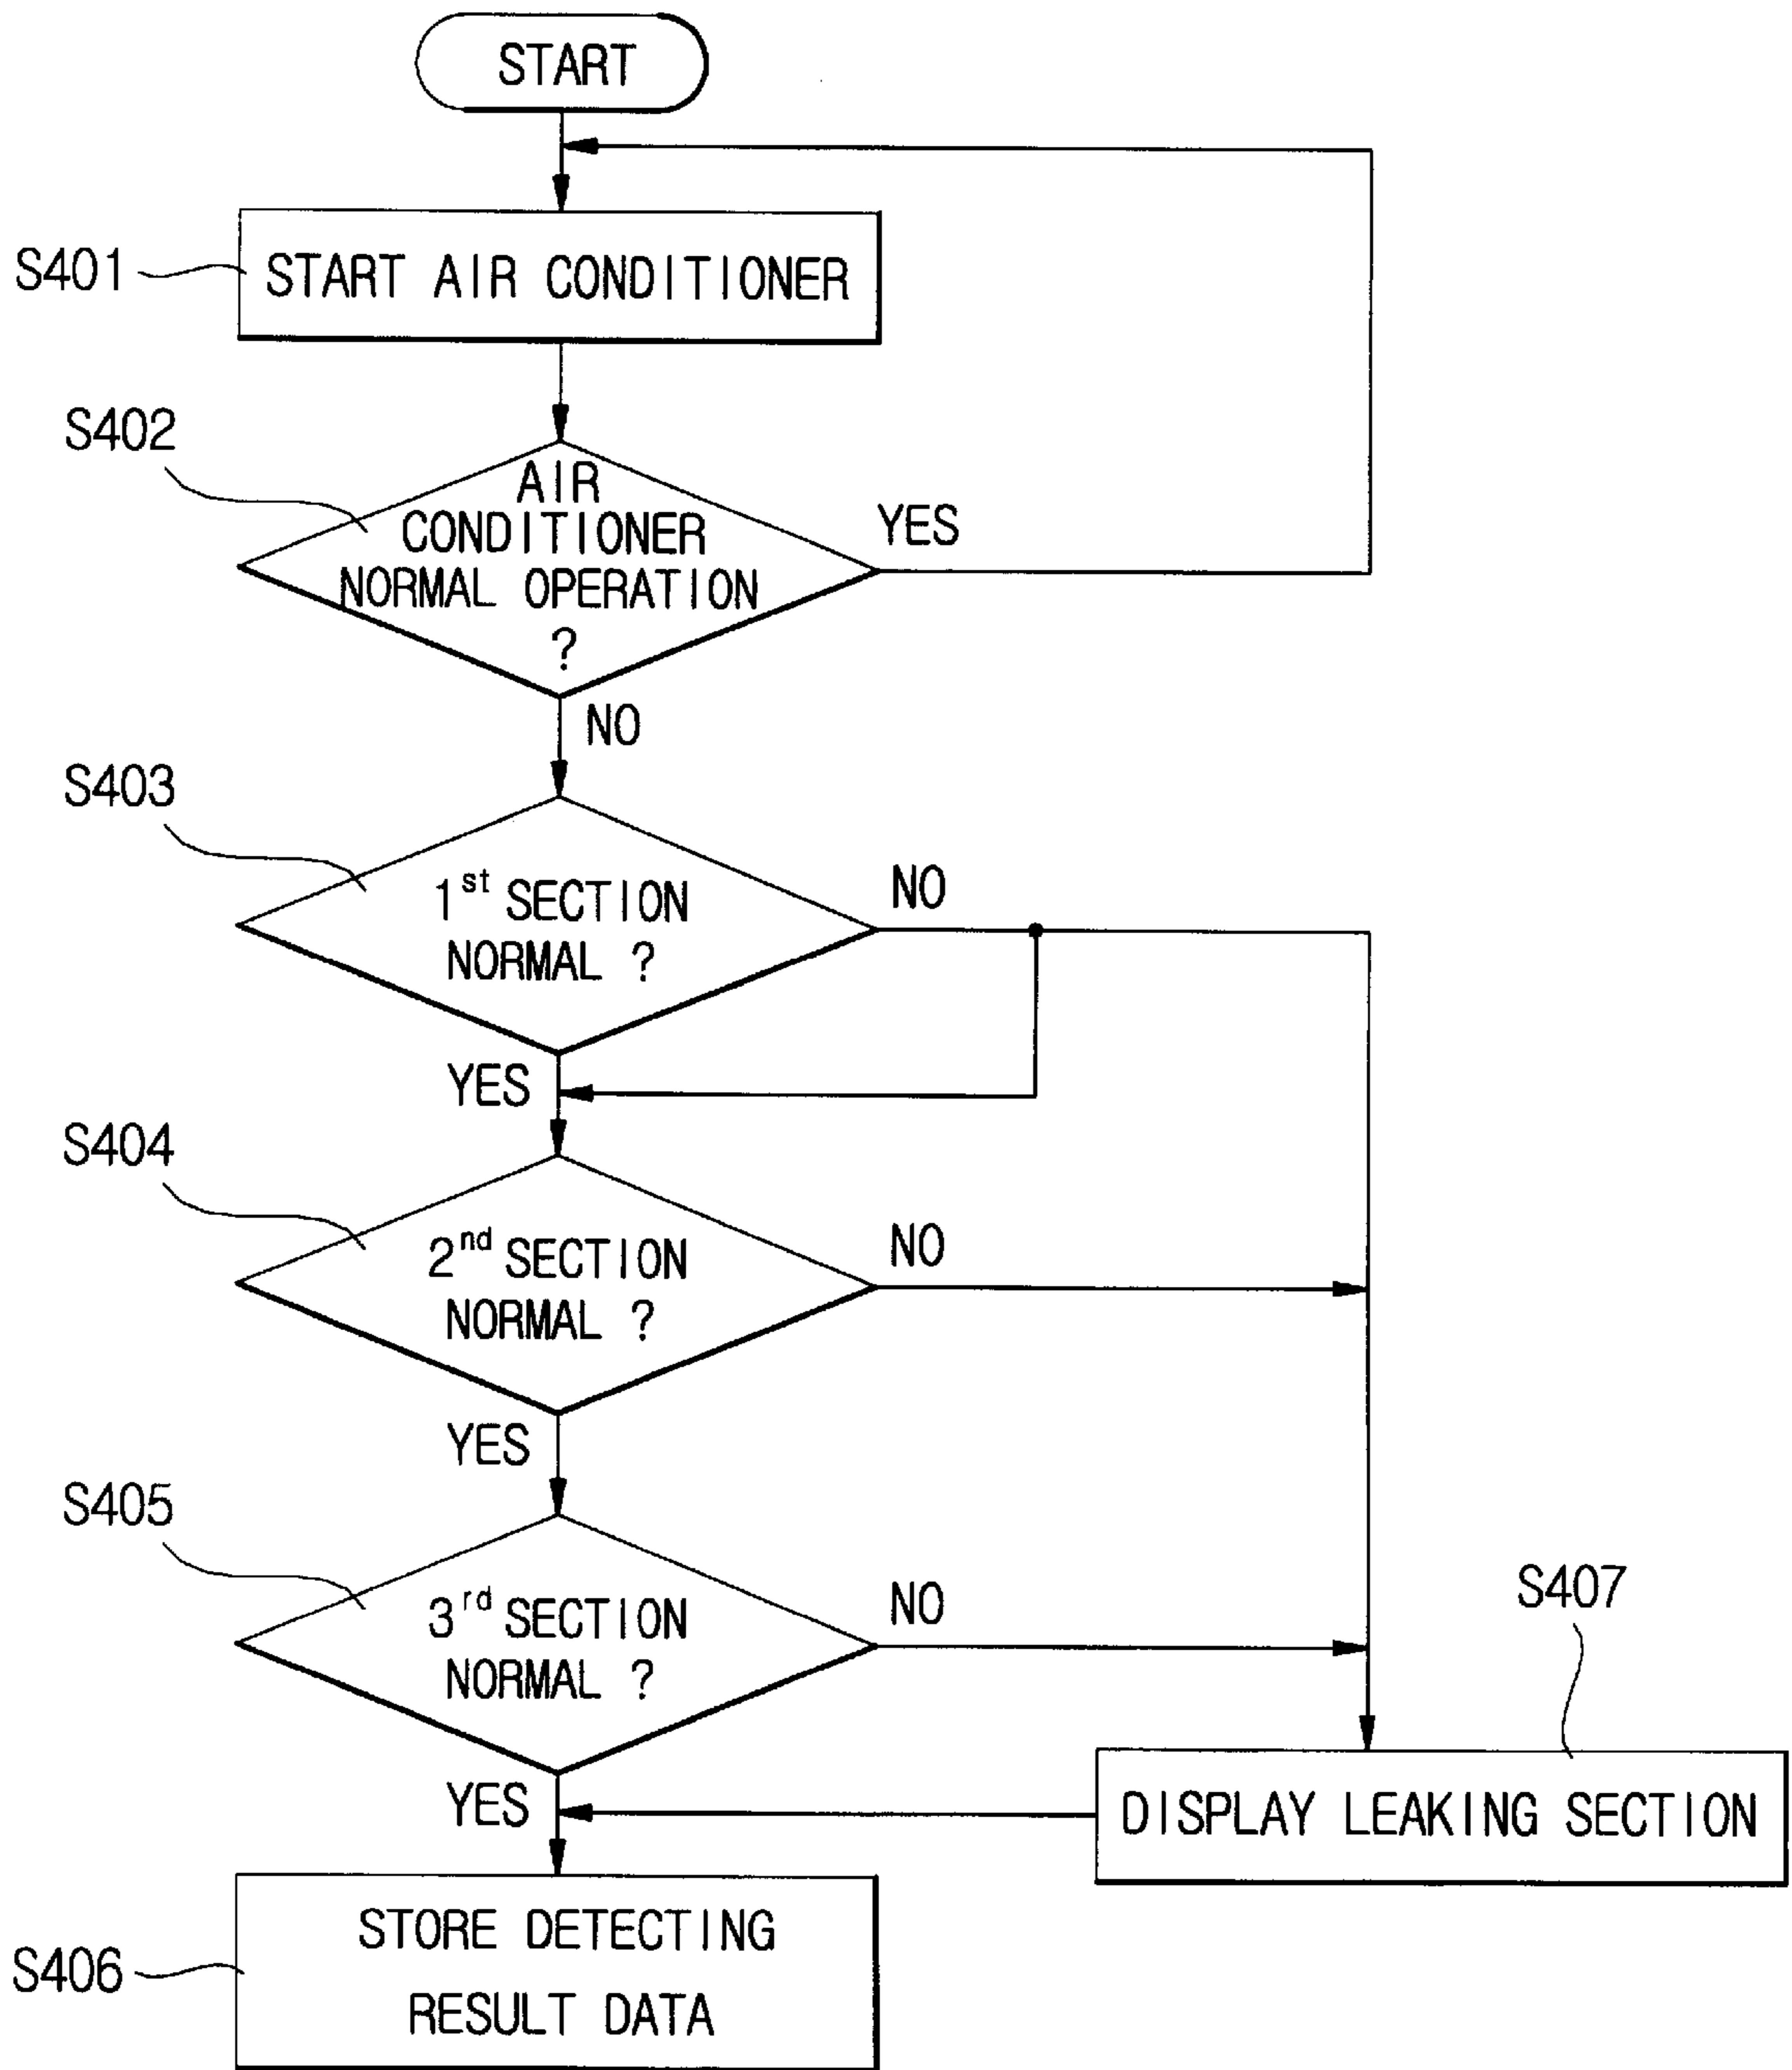 START
S401
START AIR CONDITIONER
S402
AIR
CONDITIONER
NORMAL OPERATION
?
YES
NO
S403
1st SECTION
NORMAL ?
NO
YES
S404
2nd SECTION
NORMAL ?
NO
YES
S405
3rd SECTION
NORMAL ?
NO
S407
YES
DISPLAY LEAKING SECTION
S406
STORE DETECTING
RESULT DATA